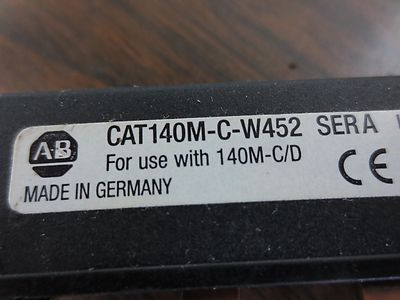 AB
CAT140M-C-W452 SER A
For use with 140M-C/D
CE
MADE IN GERMANY